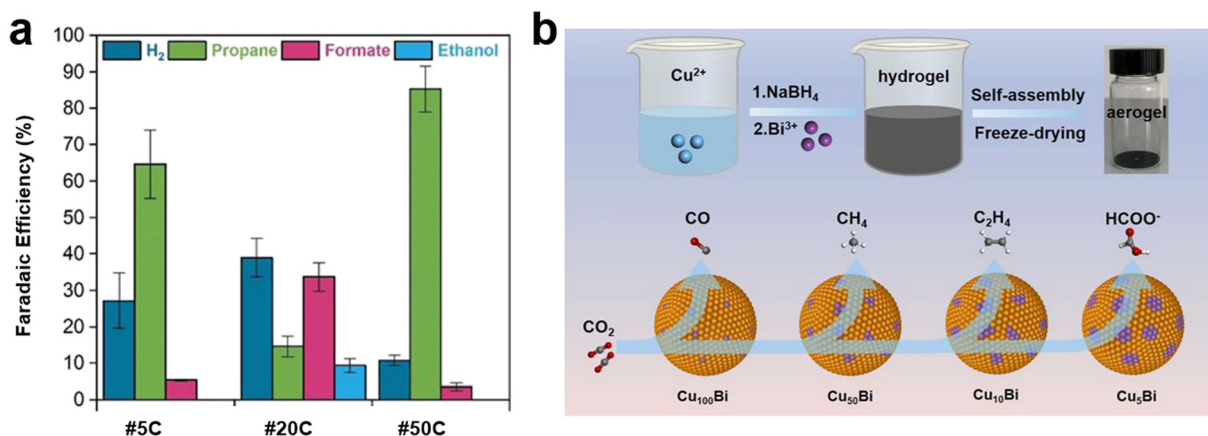 a
100
90
80
70
60
50
40
30
20
10
0
Faradaic Efficiency (%)
H₂ Propane Formate Ethanol
#5C #20C #50C
b
Cu²⁺
1.NaBH₄
2.Bi³⁺
hydrogel
Self-assembly
Freeze-drying
aerogel
CO CH₄ C₂H₄ HCOO⁻
CO₂
Cu₁₀₀Bi Cu₅₀Bi Cu₁₀Bi Cu₅Bi